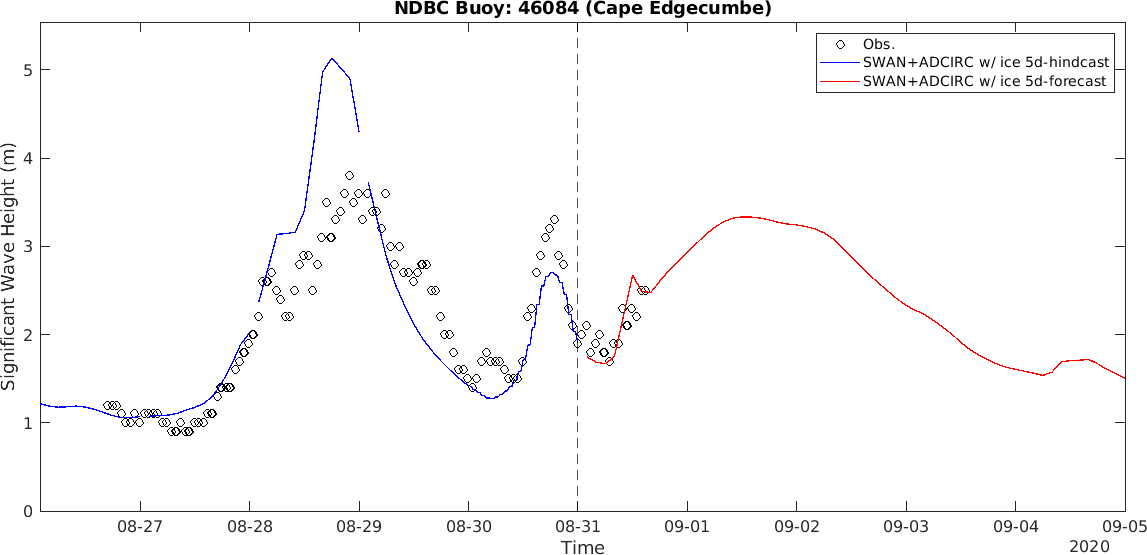 NDBC Buoy: 46084 (Cape Edgecumbe)
Obs.
SWAN+ADCIRC w/ ice 5d-hindcast
SWAN+ADCIRC w/ ice 5d-forecast
Significant Wave Height (m)
5
4
3
2
1
0
08-27 08-28 08-29 08-30 08-31 09-01 09-02 09-03 09-04 09-05
Time
2020